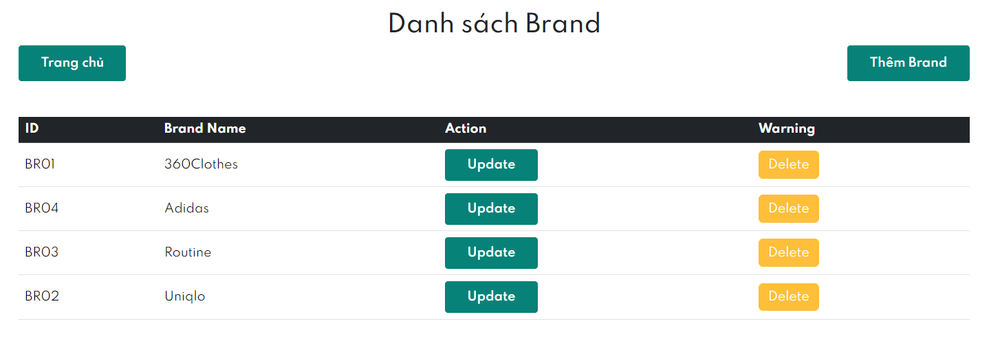 Danh sách Brand
Trang chủ Thêm Brand
ID Brand Name Action Warning
BR01 360Clothes Update Delete
BR04 Adidas Update Delete
BR03 Routine Update Delete
BR02 Uniqlo Update Delete